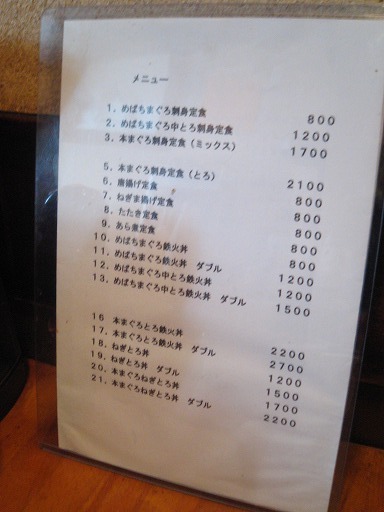 メニュー
1．めばちまぐろ刺身定食 800
2．めばちまぐろ中とろ刺身定食 1200
3．本まぐろ刺身定食（ミックス） 1700
5．本まぐろ刺身定食（とろ） 2100
6．唐揚げ定食 800
7．ねぎま揚げ定食 800
8．たたき定食 800
9．あら煮定食 800
10．めばちまぐろ鉄火丼 800
11．めばちまぐろ鉄火丼　ダブル 1200
12．めばちまぐろ中とろ鉄火丼 1200
13．めばちまぐろ中とろ鉄火丼　ダブル 1500
16　本まぐろとろ鉄火丼 2200
17．本まぐろとろ鉄火丼　ダブル 2700
18．ねぎとろ丼 1200
19．ねぎとろ丼　ダブル 1500
20．本まぐろねぎとろ丼 1700
21．本まぐろねぎとろ丼　ダブル 2200